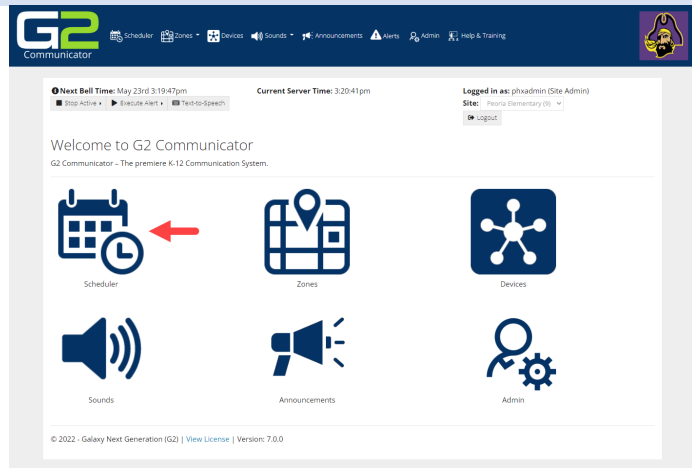 G2
Communicator
Scheduler Zones Devices Sounds Announcements Alerts Admin Help & Training
Next Bell Time: May 23rd 3:19:47pm Current Server Time: 3:20:41pm Logged in as: phxadmin (Site Admin)
Stop Active Execute Alert Text-to-Speech Site: Peoria Elementary (9)
Logout
Welcome to G2 Communicator
G2 Communicator – The premiere K-12 Communication System.
Scheduler Zones Devices
Sounds Announcements Admin
© 2022 - Galaxy Next Generation (G2) | View License | Version: 7.0.0